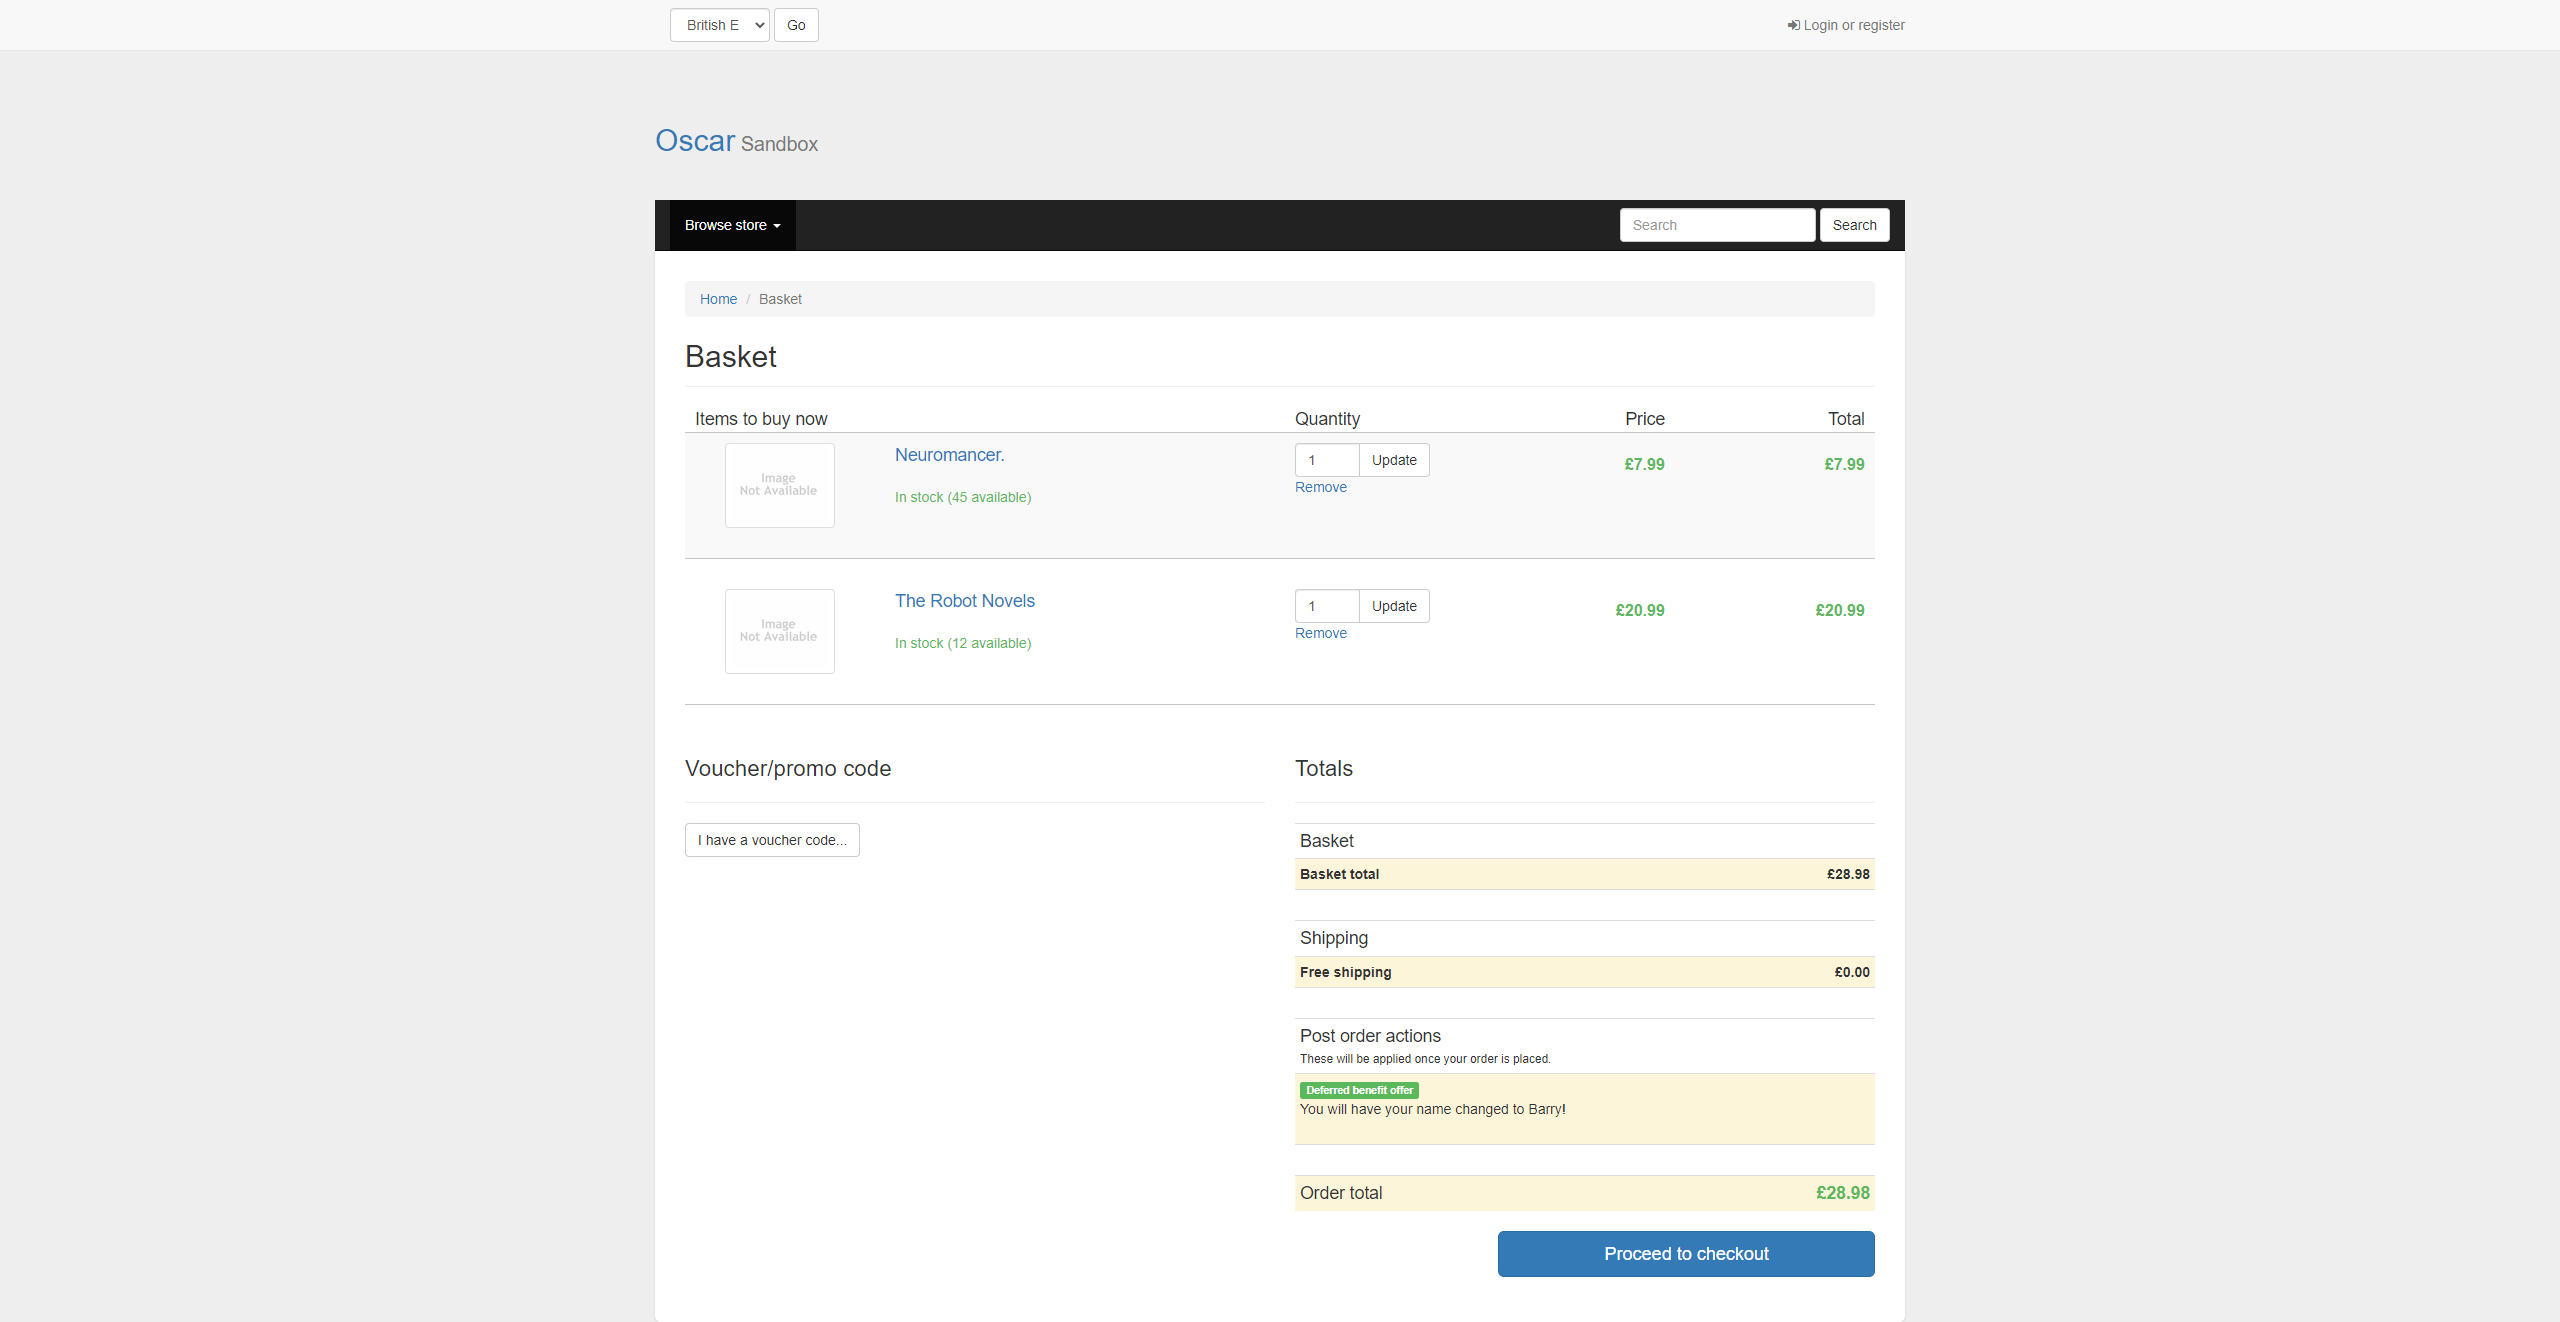 British E
Go
Login or register
Oscar Sandbox
Browse store
Search
Search
Home / Basket
Basket
Items to buy now Quantity Price Total
Image
Not Available
Neuromancer.
In stock (45 available)
1
Update
Remove
£7.99
£7.99
Image
Not Available
The Robot Novels
In stock (12 available)
1
Update
Remove
£20.99
£20.99
Voucher/promo code
I have a voucher code...
Totals
Basket
Basket total £28.98
Shipping
Free shipping £0.00
Post order actions
These will be applied once your order is placed.
Deferred benefit offer
You will have your name changed to Barry!
Order total £28.98
Proceed to checkout